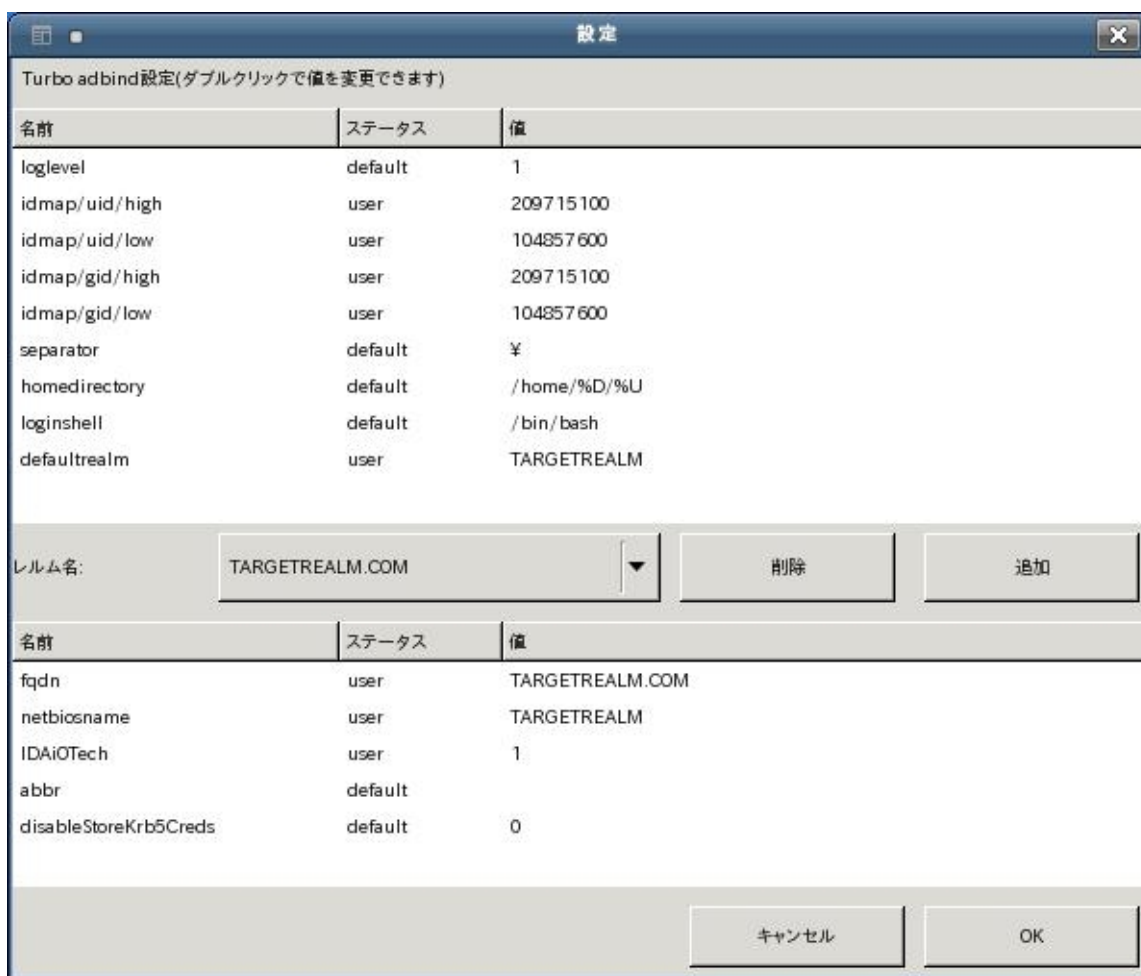 設定
Turbo adbind設定(ダブルクリックで値を変更できます)
名前 ステータス 値
loglevel default 1
idmap/uid/high user 209715100
idmap/uid/low user 104857600
idmap/gid/high user 209715100
idmap/gid/low user 104857600
separator default ¥
homedirectory default /home/%D/%U
loginshell default /bin/bash
defaultrealm user TARGETREALM
レルム名: TARGETREALM.COM 削除 追加
名前 ステータス 値
fqdn user TARGETREALM.COM
netbiosname user TARGETREALM
IDAiOTech user 1
abbr default
disableStoreKrb5Creds default 0
キャンセル OK